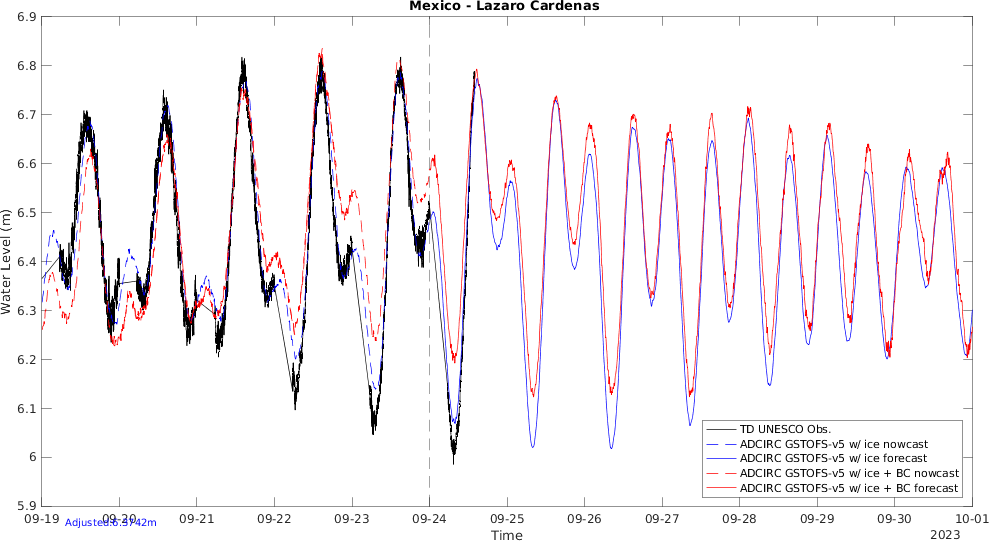 Mexico - Lazaro Cardenas
6.9
6.8
6.7
6.6
6.5
6.4
6.3
6.2
6.1
6
5.9
Water Level (m)
09-19 09-20 09-21 09-22 09-23 09-24 09-25 09-26 09-27 09-28 09-29 09-30 10-01
Time
2023
TD UNESCO Obs.
ADCIRC GSTOFS-v5 w/ ice nowcast
ADCIRC GSTOFS-v5 w/ ice forecast
ADCIRC GSTOFS-v5 w/ ice + BC nowcast
ADCIRC GSTOFS-v5 w/ ice + BC forecast